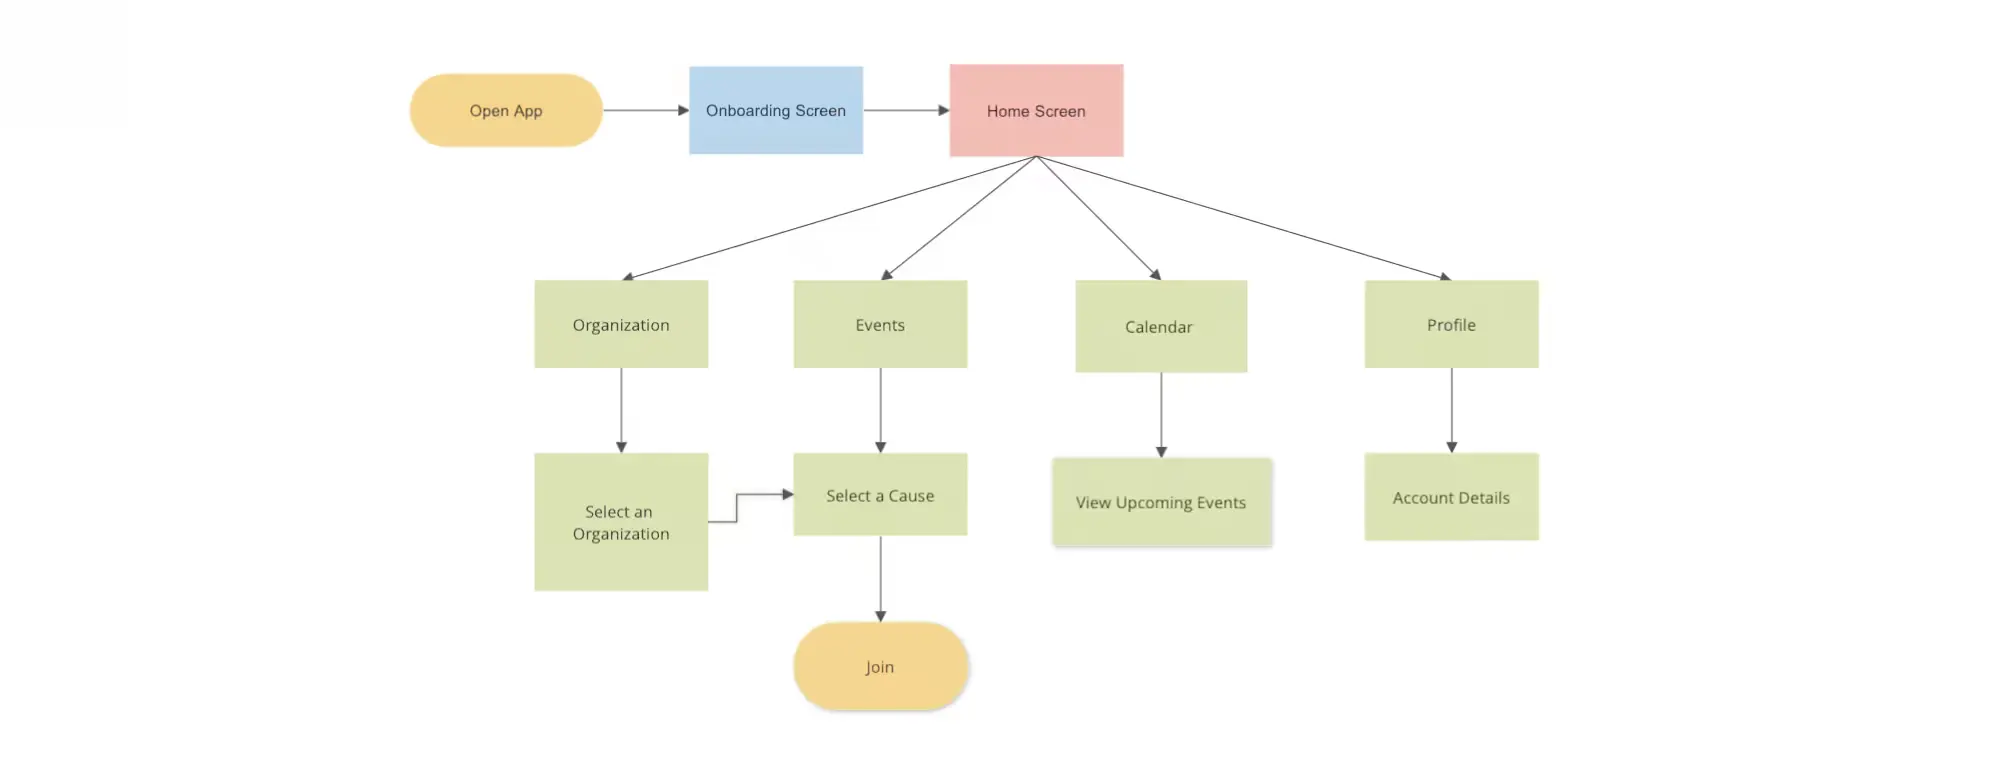 Open App
Onboarding Screen
Home Screen
Organization
Events
Calendar
Profile
Select an
Organization
Select a Cause
View Upcoming Events
Account Details
Join